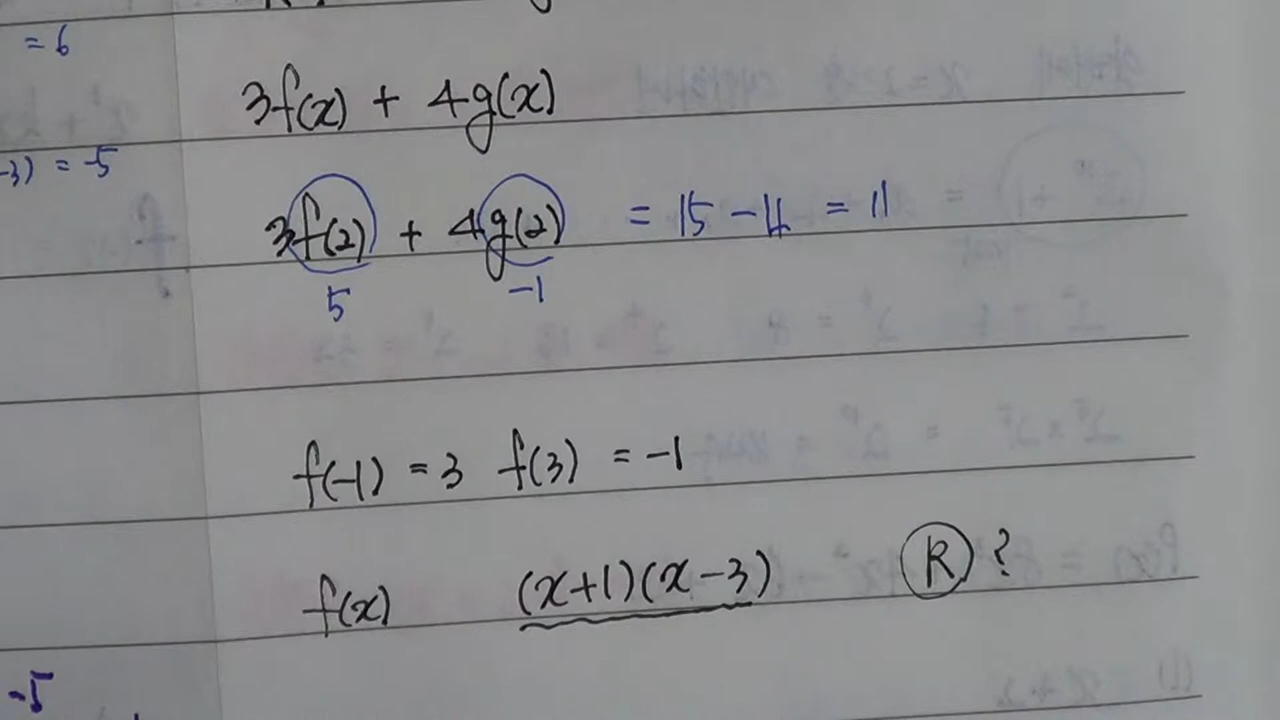 = 6
3f(x) + 4g(x)
-3) = -5
3f(2) + 4g(2) = 15 - 4 = 11
5 -1
f(-1) = 3 f(3) = -1
f(x) (x+1)(x-3) R ?
-5